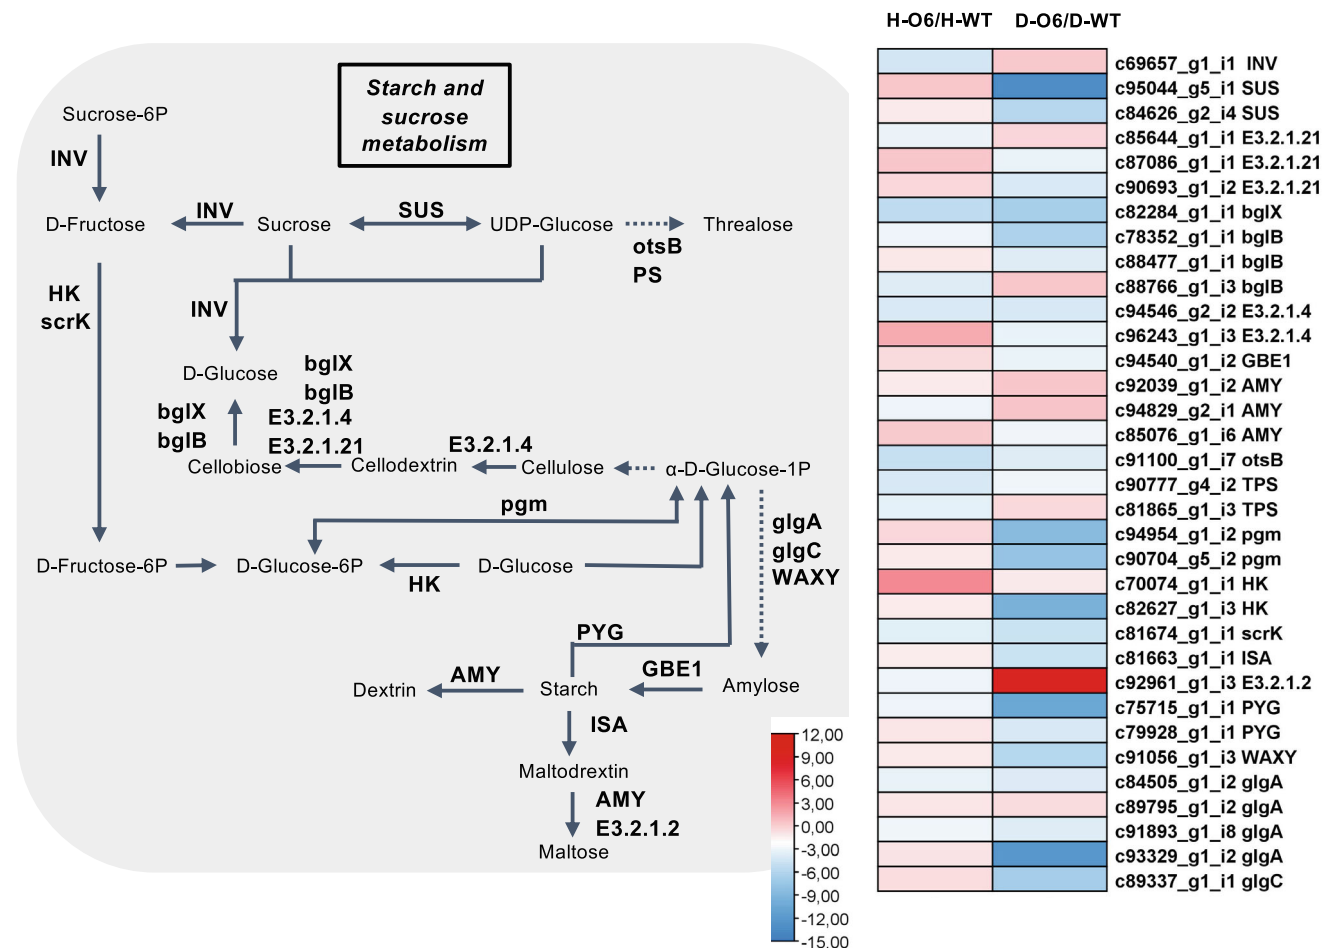 H-O6/H-WT D-O6/D-WT
Starch and
sucrose
metabolism
Sucrose-6P
INV
D-Fructose
INV
Sucrose
SUS
UDP-Glucose
Threalose
otsB
PS
HK
scrK
INV
D-Glucose
bglX
bglB
bglX
bglB
E3.2.1.4
E3.2.1.21
E3.2.1.4
Cellobiose
Cellodextrin
Cellulose
α-D-Glucose-1P
pgm
glgA
glgC
WAXY
D-Fructose-6P
D-Glucose-6P
HK
D-Glucose
PYG
GBE1
AMY
Dextrin
Starch
Amylose
ISA
Maltodrextin
AMY
E3.2.1.2
Maltose
12,00
9,00
6,00
3,00
0,00
-3,00
-6,00
-9,00
-12,00
-15,00
c69657_g1_i1 INV
c95044_g5_i1 SUS
c84626_g2_i4 SUS
c85644_g1_i1 E3.2.1.21
c87086_g1_i1 E3.2.1.21
c90693_g1_i2 E3.2.1.21
c82284_g1_i1 bglX
c78352_g1_i1 bglB
c88477_g1_i1 bglB
c88766_g1_i3 bglB
c94546_g2_i2 E3.2.1.4
c96243_g1_i3 E3.2.1.4
c94540_g1_i2 GBE1
c92039_g1_i2 AMY
c94829_g2_i1 AMY
c85076_g1_i6 AMY
c91100_g1_i7 otsB
c90777_g4_i2 TPS
c81865_g1_i3 TPS
c94954_g1_i2 pgm
c90704_g5_i2 pgm
c70074_g1_i1 HK
c82627_g1_i3 HK
c81674_g1_i1 scrK
c81663_g1_i1 ISA
c92961_g1_i3 E3.2.1.2
c75715_g1_i1 PYG
c79928_g1_i1 PYG
c91056_g1_i3 WAXY
c84505_g1_i2 glgA
c89795_g1_i2 glgA
c91893_g1_i8 glgA
c93329_g1_i2 glgA
c89337_g1_i1 glgC